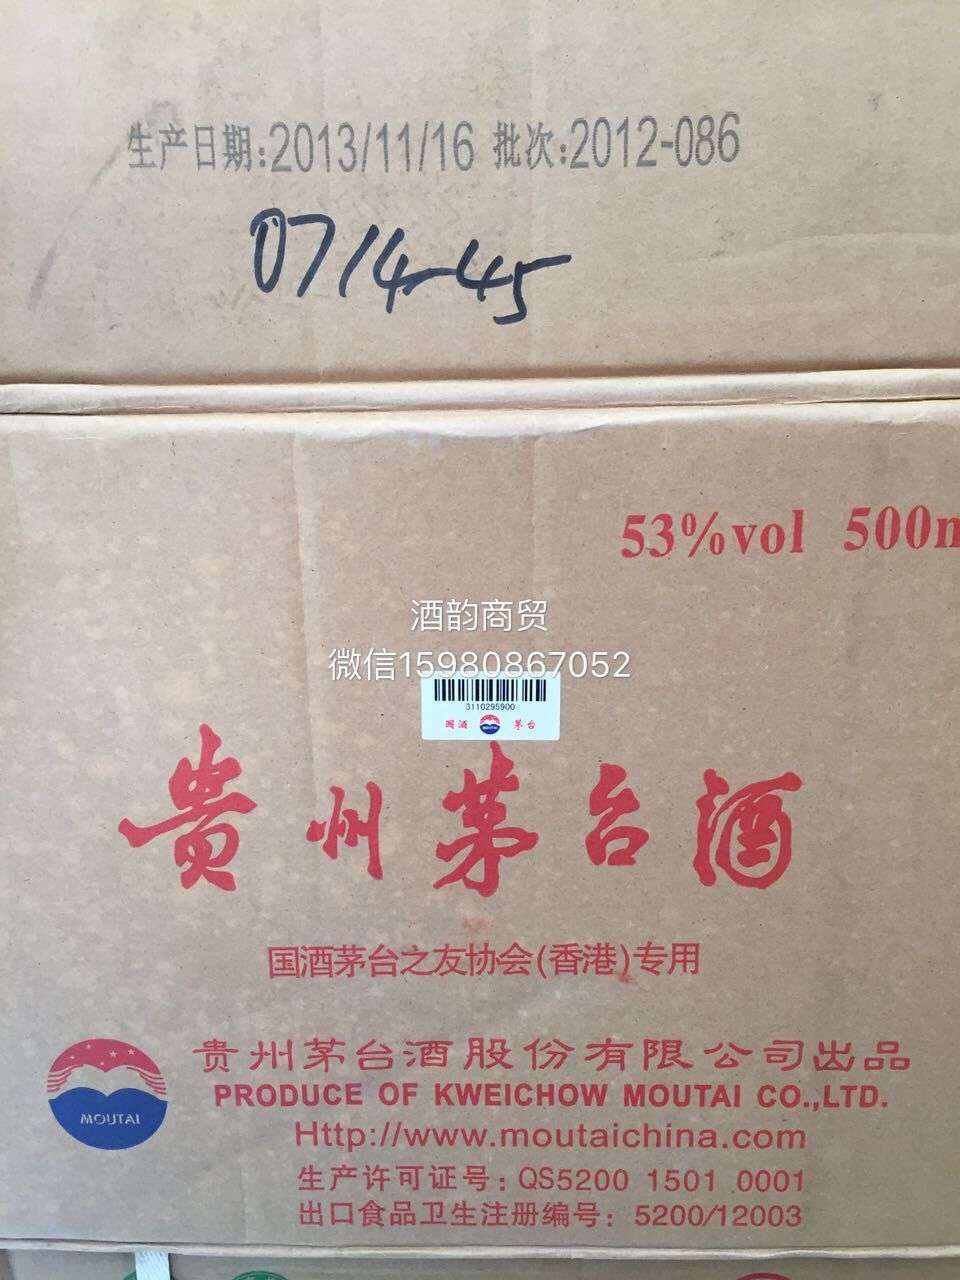 生产日期:2013/11/16 批次:2012-086
0714-45
53%vol 500m
酒韵商贸
微信15980867052
3110295900
国酒 MOUTAI 茅台
贵州茅台酒
国酒茅台之友协会(香港)专用
贵州茅台酒股份有限公司出品
PRODUCE OF KWEICHOW MOUTAI CO.,LTD.
MOUTAI
Http://www.moutaichina.com
生产许可证号: QS5200 1501 0001
出口食品卫生注册编号: 5200/12003